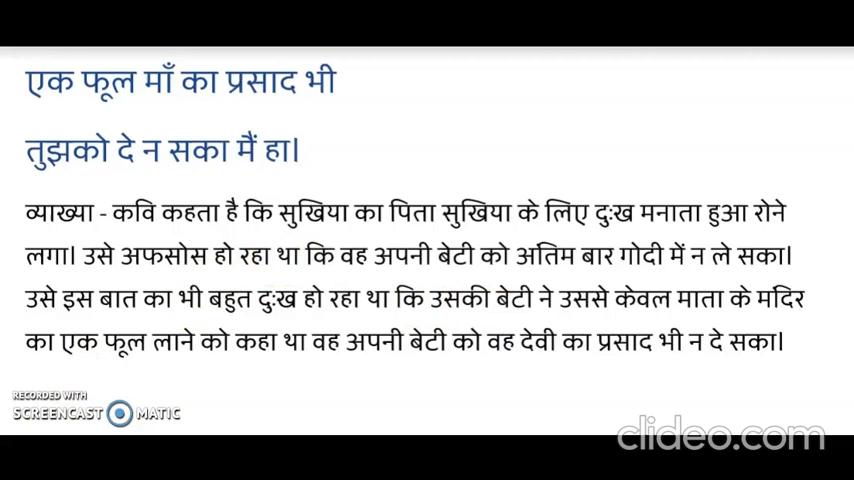 एक फूल माँ का प्रसाद भी
तुझको दे न सका मैं हा।
व्याख्या - कवि कहता है कि सुखिया का पिता सुखिया के लिए दुःख मनाता हुआ रोने
लगा। उसे अफसोस हो रहा था कि वह अपनी बेटी को अंतिम बार गोदी में न ले सका।
उसे इस बात का भी बहुत दुःख हो रहा था कि उसकी बेटी ने उससे केवल माता के मंदिर
का एक फूल लाने को कहा था वह अपनी बेटी को वह देवी का प्रसाद भी न दे सका।
RECORDED WITH
SCREENCAST MATIC
clideo.com